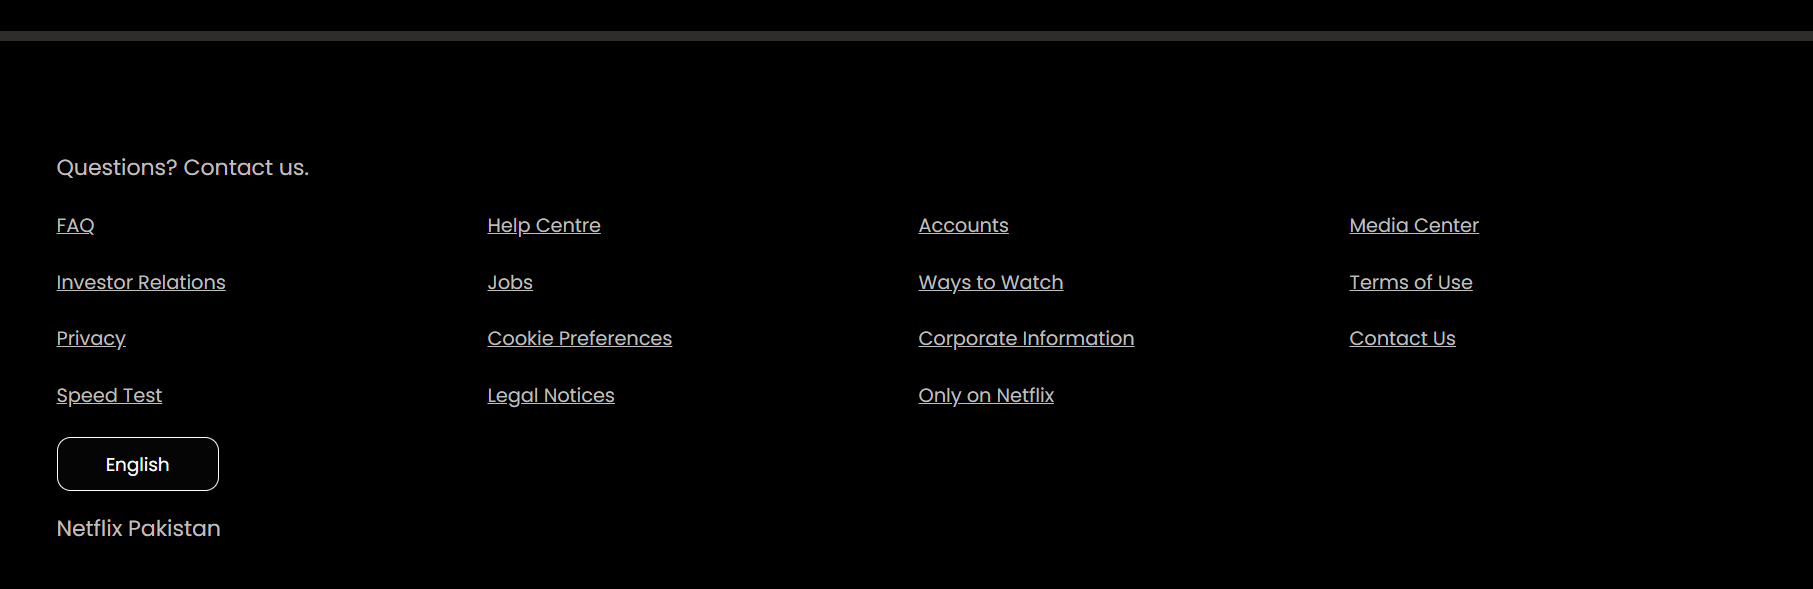 Questions? Contact us.
FAQ Help Centre Accounts Media Center
Investor Relations Jobs Ways to Watch Terms of Use
Privacy Cookie Preferences Corporate Information Contact Us
Speed Test Legal Notices Only on Netflix
English
Netflix Pakistan